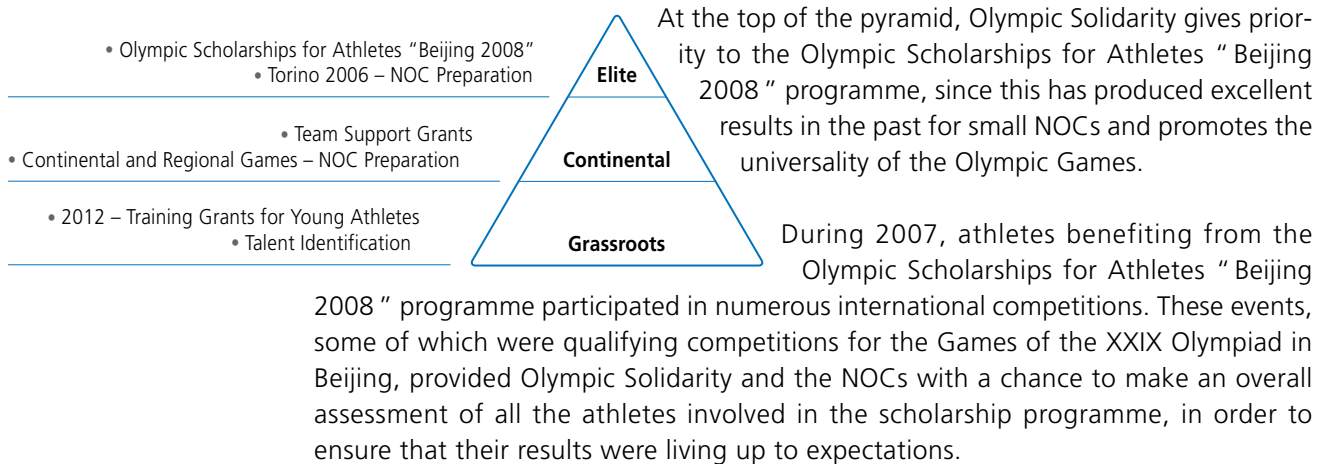 • Olympic Scholarships for Athletes “Beijing 2008”
• Torino 2006 – NOC Preparation
Elite
• Team Support Grants
• Continental and Regional Games – NOC Preparation
Continental
• 2012 – Training Grants for Young Athletes
• Talent Identification
Grassroots
At the top of the pyramid, Olympic Solidarity gives prior-
ity to the Olympic Scholarships for Athletes “ Beijing
2008 ” programme, since this has produced excellent
results in the past for small NOCs and promotes the
universality of the Olympic Games.
During 2007, athletes benefiting from the
Olympic Scholarships for Athletes “ Beijing
2008 ” programme participated in numerous international competitions. These events,
some of which were qualifying competitions for the Games of the XXIX Olympiad in
Beijing, provided Olympic Solidarity and the NOCs with a chance to make an overall
assessment of all the athletes involved in the scholarship programme, in order to
ensure that their results were living up to expectations.